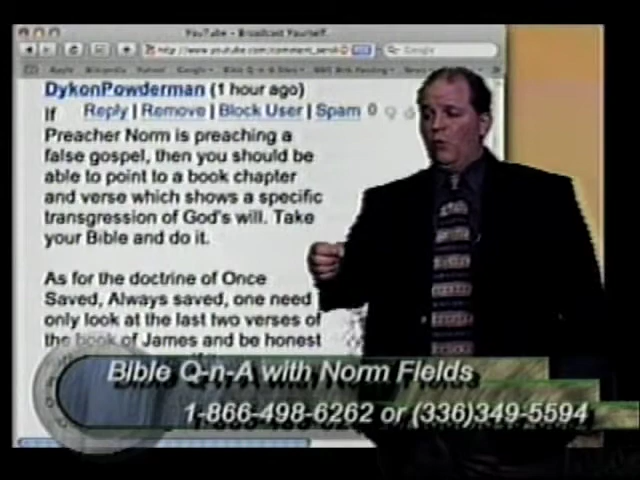 YouTube - Broadcast Yourself.
Google
DykonPowderman (1 hour ago)
Reply | Remove | Block User | Spam 0
If
Preacher Norm is preaching a
false gospel, then you should be
able to point to a book chapter
and verse which shows a specific
transgression of God's will. Take
your Bible and do it.
As for the doctrine of Once
Saved, Always saved, one need
only look at the last two verses of
the book of James and be honest
Bible Q-n-A with Norm Fields
1-866-498-6262 or (336)349-5594